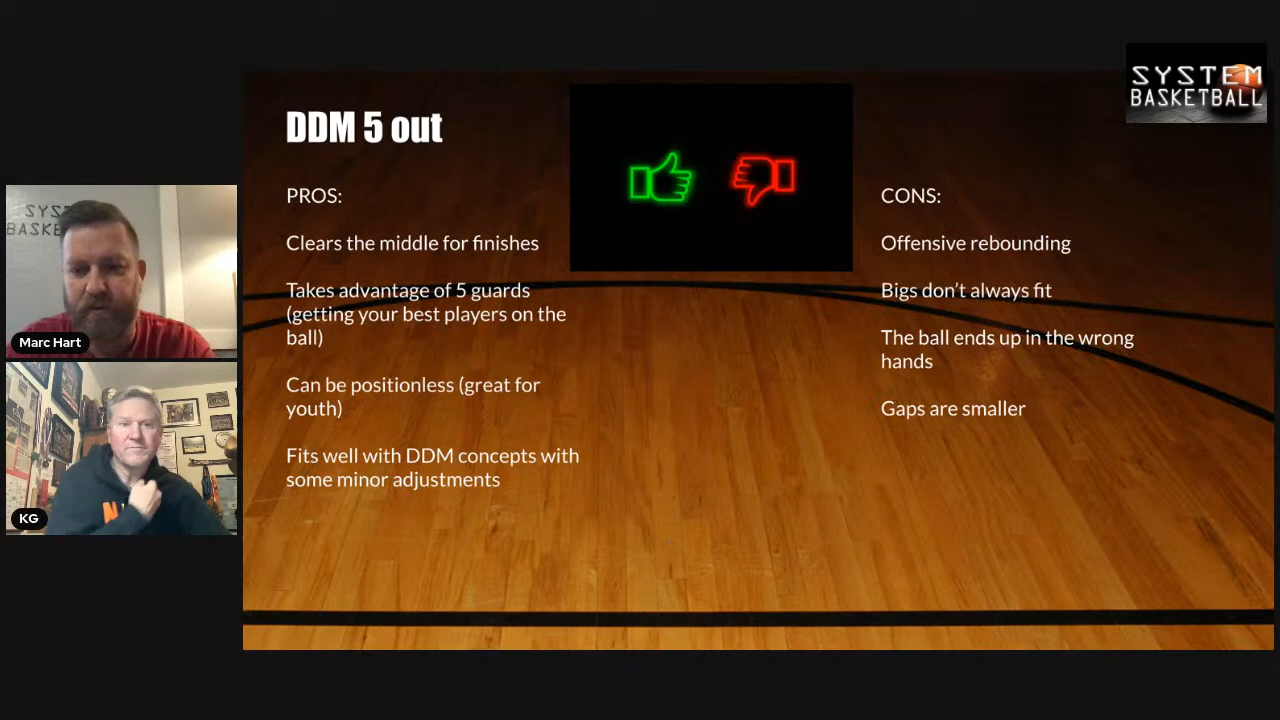 SYSTEM
BASKETBALL
DDM 5 out
PROS:
Clears the middle for finishes
Takes advantage of 5 guards
(getting your best players on the
ball)
Can be positionless (great for
youth)
Fits well with DDM concepts with
some minor adjustments
CONS:
Offensive rebounding
Bigs don’t always fit
The ball ends up in the wrong
hands
Gaps are smaller
SYST
BASKE
Marc Hart
KG